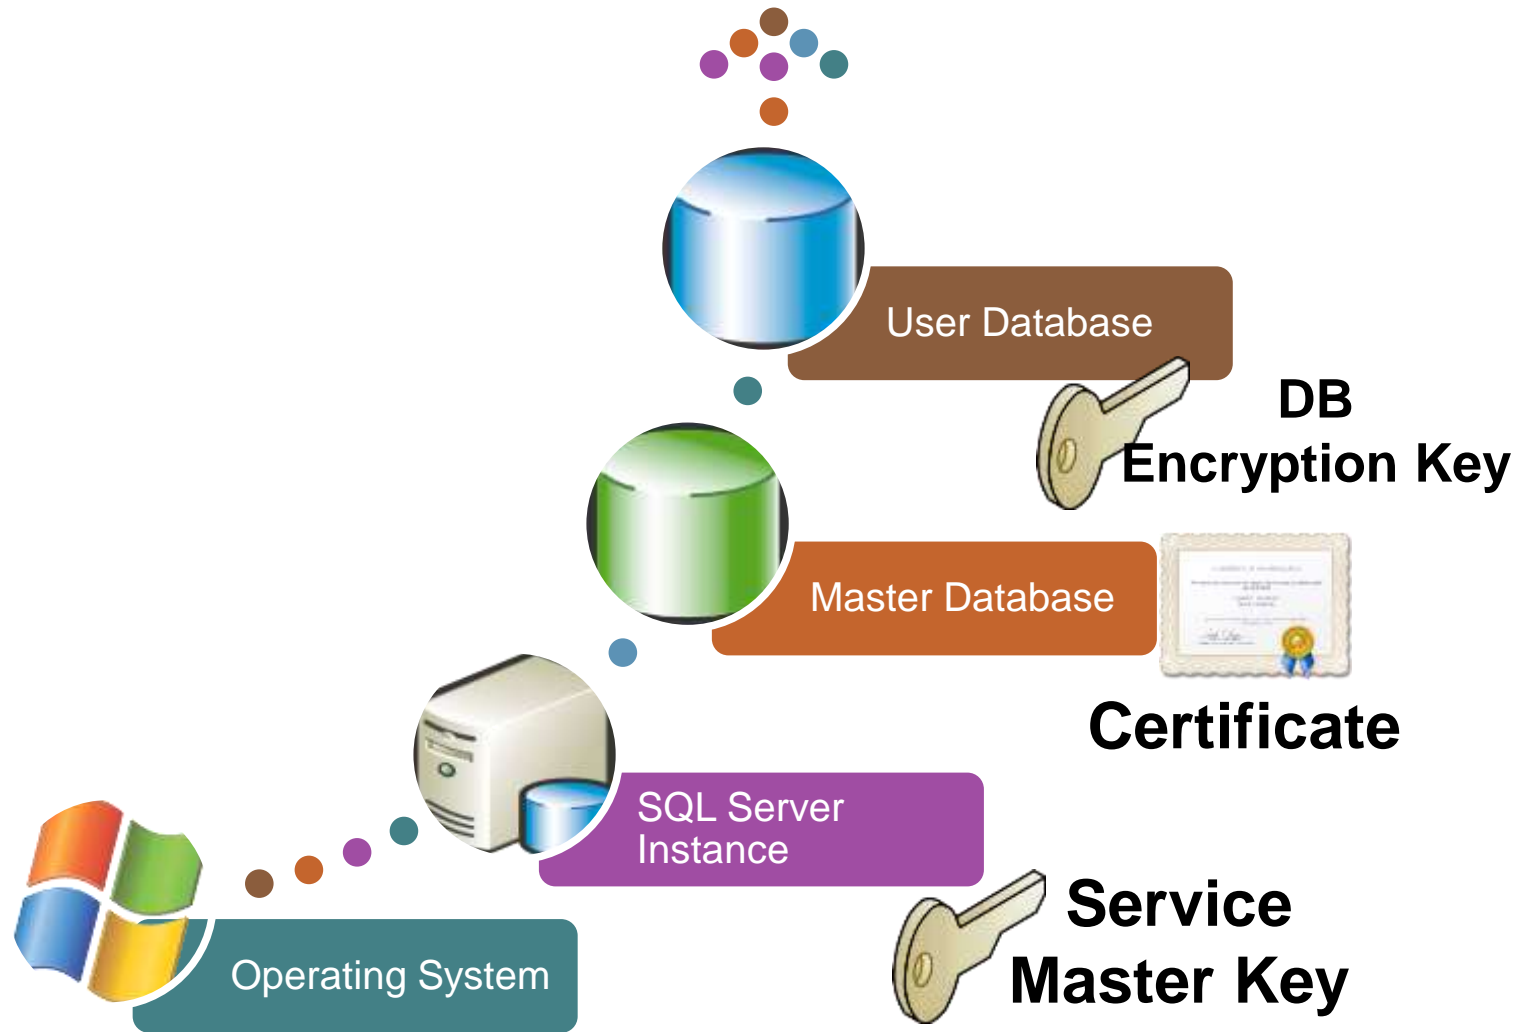 User Database
DB
Encryption Key
Master Database
Certificate
SQL Server
Instance
Service
Master Key
Operating System